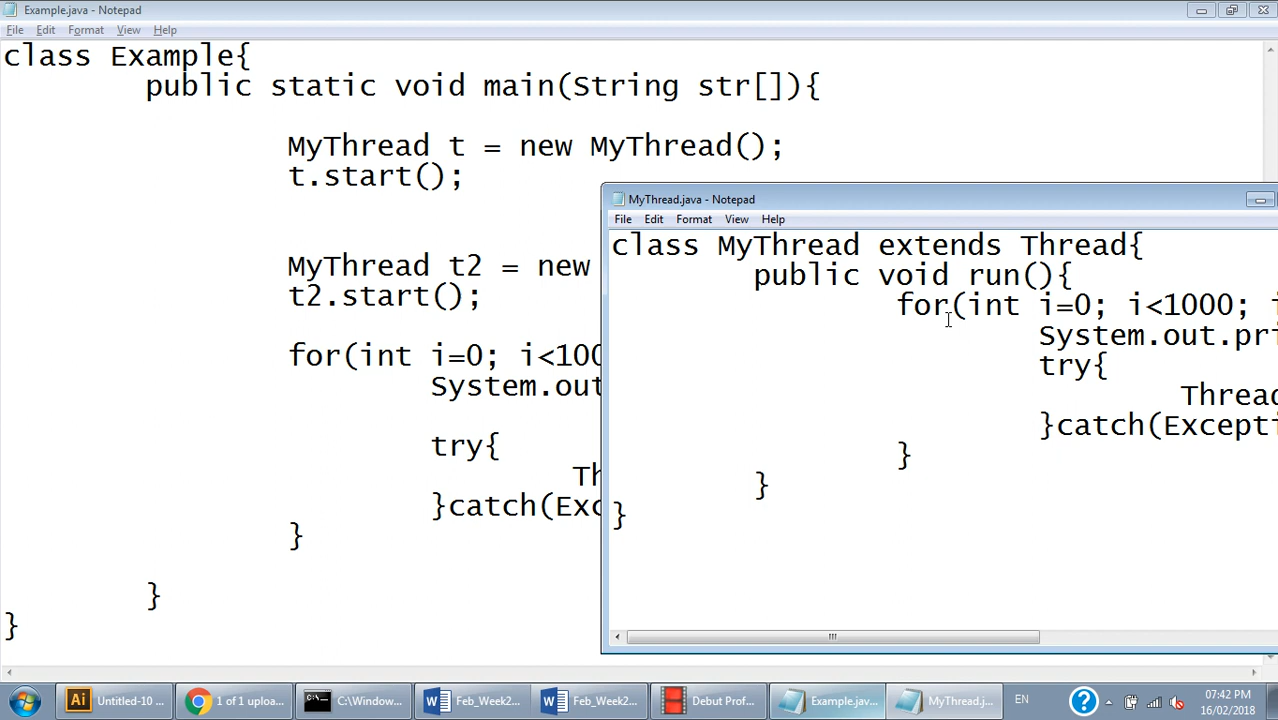 Example.java - Notepad
File Edit Format View Help
class Example{
public static void main(String str[]){
MyThread t = new MyThread();
t.start();
MyThread t2 = new
t2.start();
for(int i=0; i<100
System.out
try{
Th
}catch(Exc
}
}
}
MyThread.java - Notepad
File Edit Format View Help
class MyThread extends Thread{
public void run(){
for(int i=0; i<1000; i
System.out.pri
try{
Thread
}catch(Excepti
}
}
}
Ai Untitled-10 ...
1 of 1 uploa...
C:\Window...
Feb_Week2...
Feb_Week2...
Debut Prof...
Example.jav...
MyThread.j...
EN
07:42 PM
16/02/2018